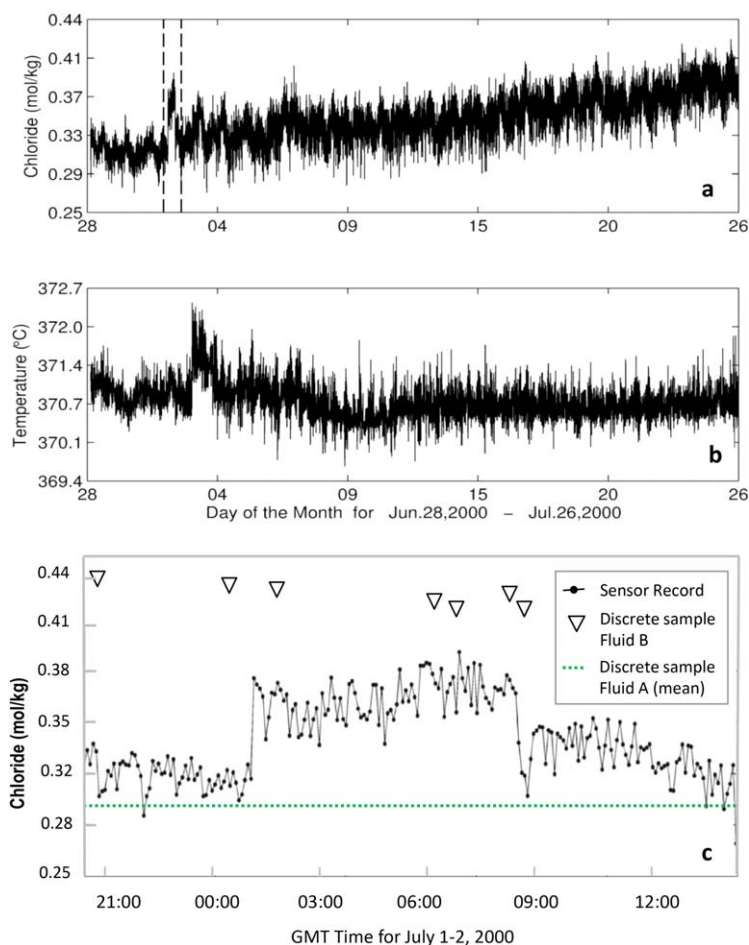 0.44
0.41
0.37
0.33
0.29
0.25
Chloride (mol/kg)
a
28 04 09 15 20 26
372.7
372.0
371.4
370.7
370.1
369.4
Temperature (ºC)
b
28 04 09 15 20 26
Day of the Month for Jun.28,2000 – Jul.26,2000
0.44
0.41
0.38
0.35
0.32
0.28
0.25
Chloride (mol/kg)
Sensor Record
Discrete sample
Fluid B
Discrete sample
Fluid A (mean)
c
21:00 00:00 03:00 06:00 09:00 12:00
GMT Time for July 1-2, 2000